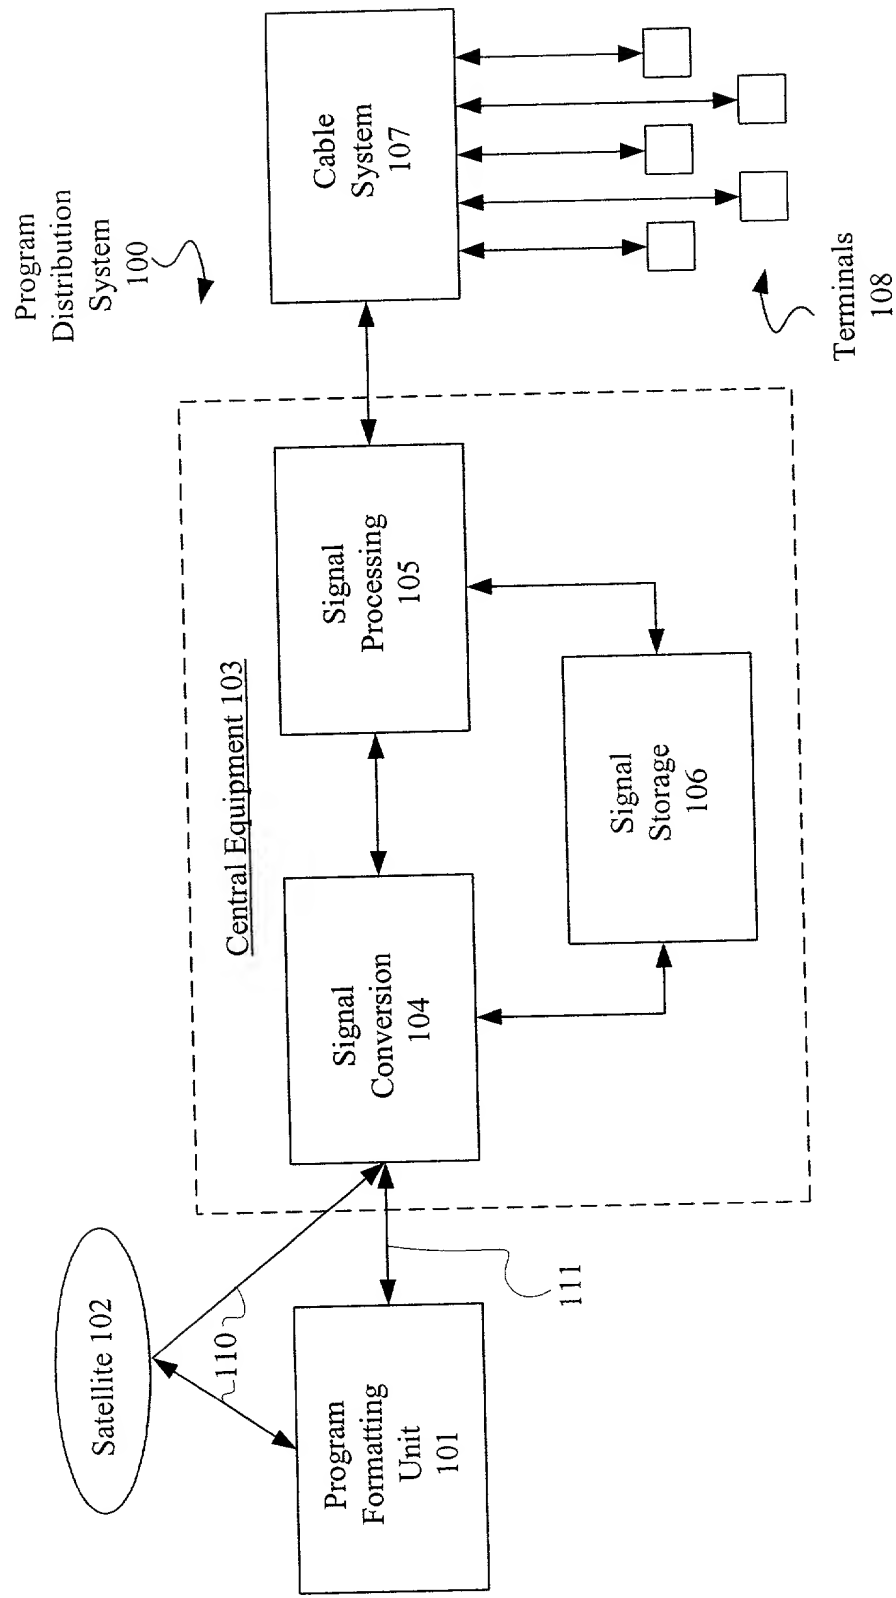 Program
Distribution
System
100
Satellite 102
110
Program
Formatting
Unit
101
111
Central Equipment 103
Signal
Conversion
104
Signal
Processing
105
Signal
Storage
106
Cable
System
107
Terminals
108